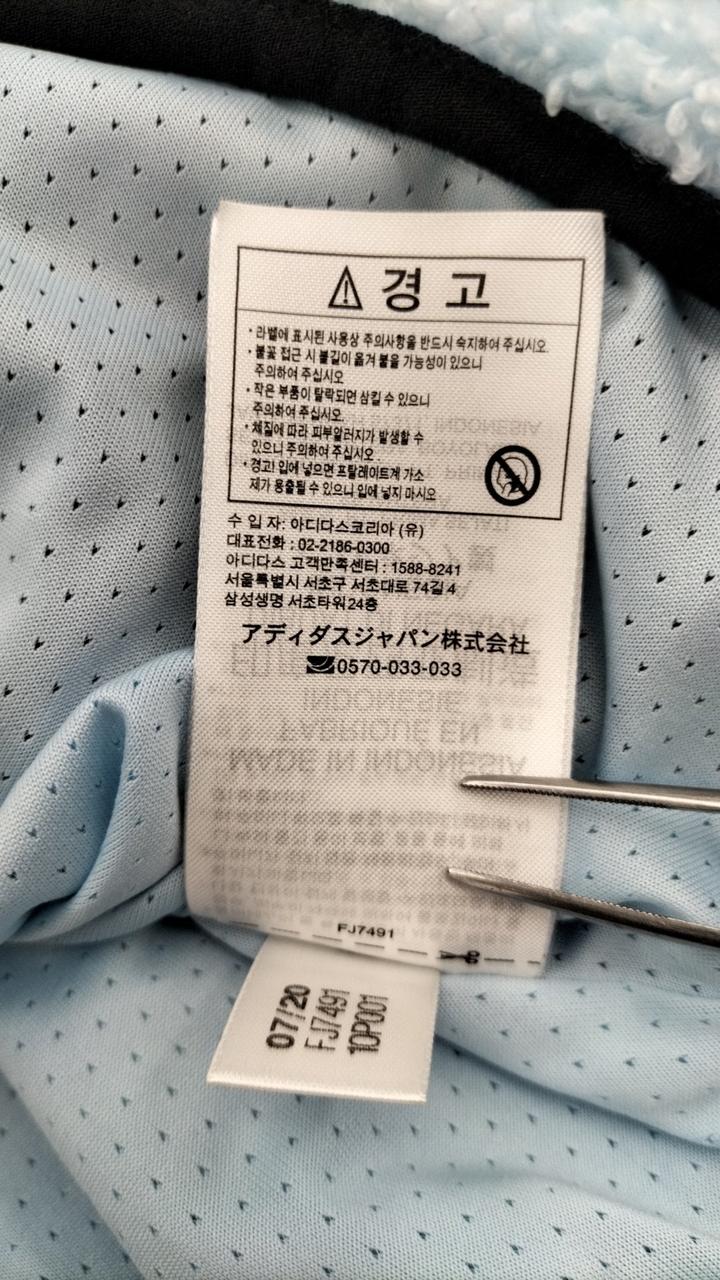 경 고
• 라벨에 표시된 사용상 주의사항을 반드시 숙지하여 주십시오.
• 불꽃 접근 시 불길이 옮겨 붙을 가능성이 있으니
주의하여 주십시오
• 작은 부품이 탈락되면 삼킬 수 있으니
주의하여 주십시오.
• 체질에 따라 피부알러지가 발생할 수
있으니 주의하여 주십시오
• 경고! 입에 넣으면 프탈레이트계 가소
제가 용출될 수 있으니 입에 넣지 마시오
수 입 자: 아디다스코리아 (유)
대표전화 : 02-2186-0300
아디다스 고객만족센터 : 1588-8241
서울특별시 서초구 서초대로 74길 4
삼성생명 서초타워24층
アディダスジャパン株式会社
0570-033-033
MADE IN INDONESIA
FABRIQUE EN
INDONESIE
FJ7491
07/20
FJ7491
10P001